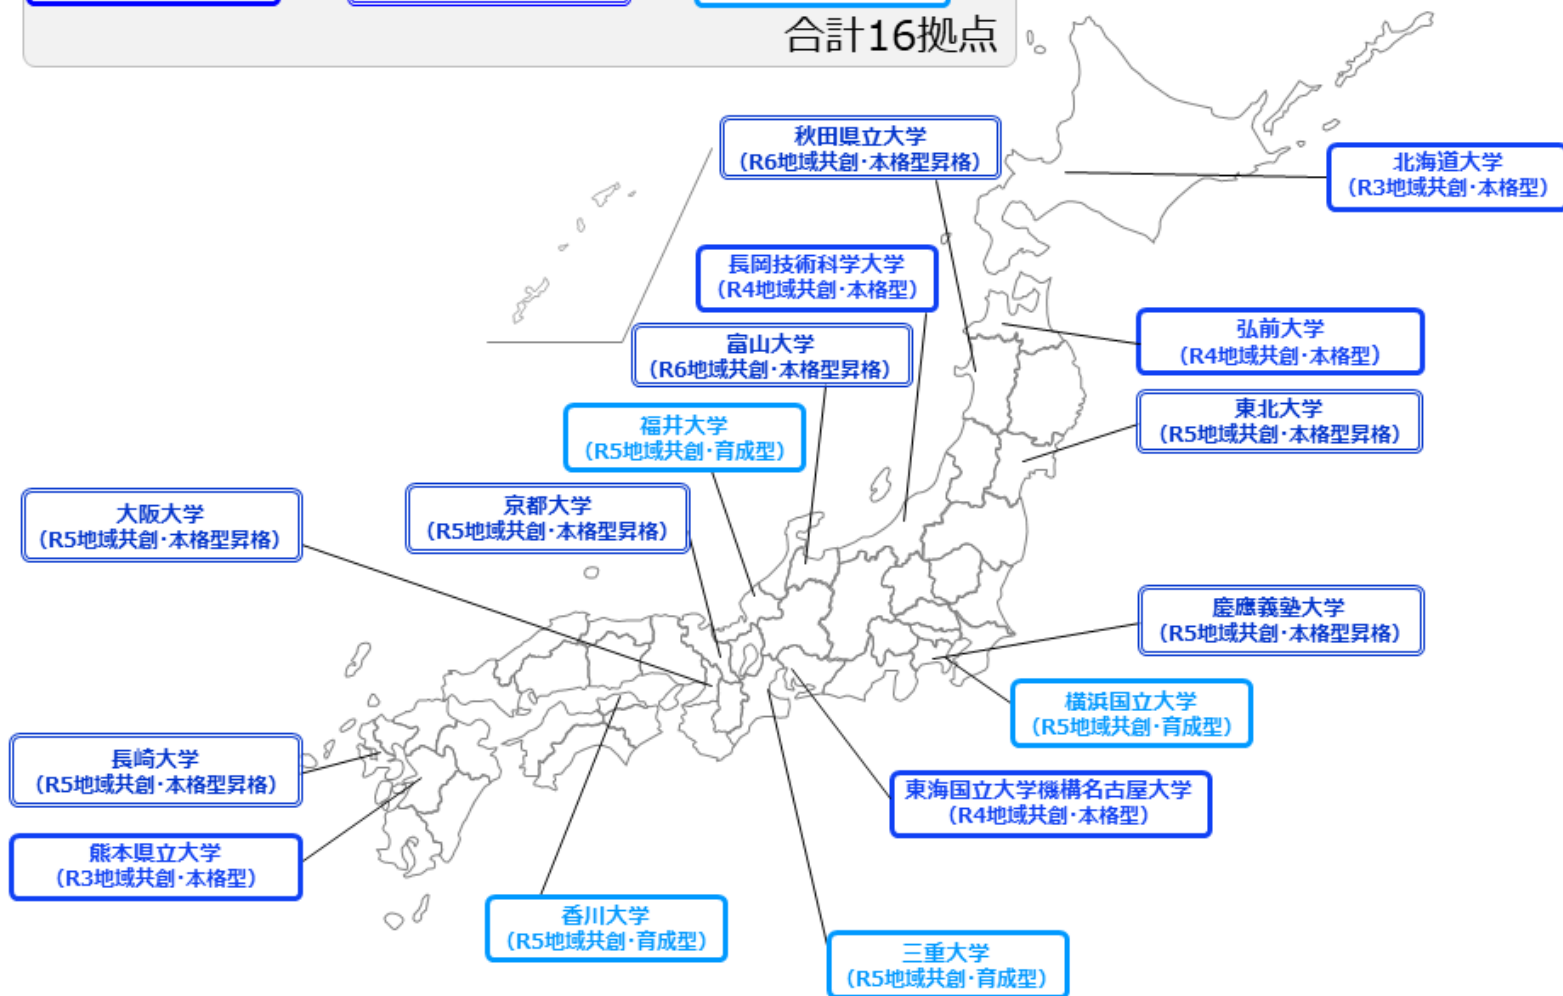 合計16拠点
秋田県立大学
（R6地域共創・本格型昇格）
北海道大学
（R3地域共創・本格型）
長岡技術科学大学
（R4地域共創・本格型）
弘前大学
（R4地域共創・本格型）
富山大学
（R6地域共創・本格型昇格）
東北大学
（R5地域共創・本格型昇格）
福井大学
（R5地域共創・育成型）
京都大学
（R5地域共創・本格型昇格）
大阪大学
（R5地域共創・本格型昇格）
慶應義塾大学
（R5地域共創・本格型昇格）
横浜国立大学
（R5地域共創・育成型）
長崎大学
（R5地域共創・本格型昇格）
東海国立大学機構名古屋大学
（R4地域共創・本格型）
熊本県立大学
（R3地域共創・本格型）
香川大学
（R5地域共創・育成型）
三重大学
（R5地域共創・育成型）